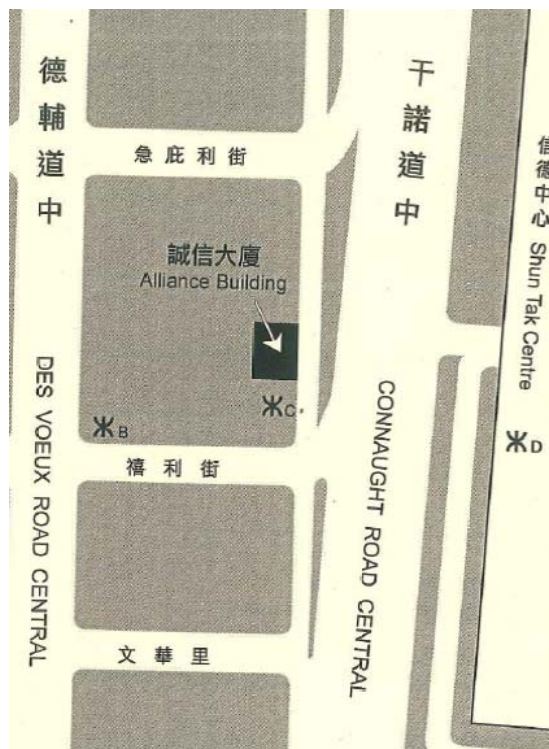 德輔道中
急庇利街
干諾道中
信德中心 Shun Tak Centre
誠信大廈
Alliance Building
C
B
D
禧利街
DES VOEUX ROAD CENTRAL
CONNAUGHT ROAD CENTRAL
文華里